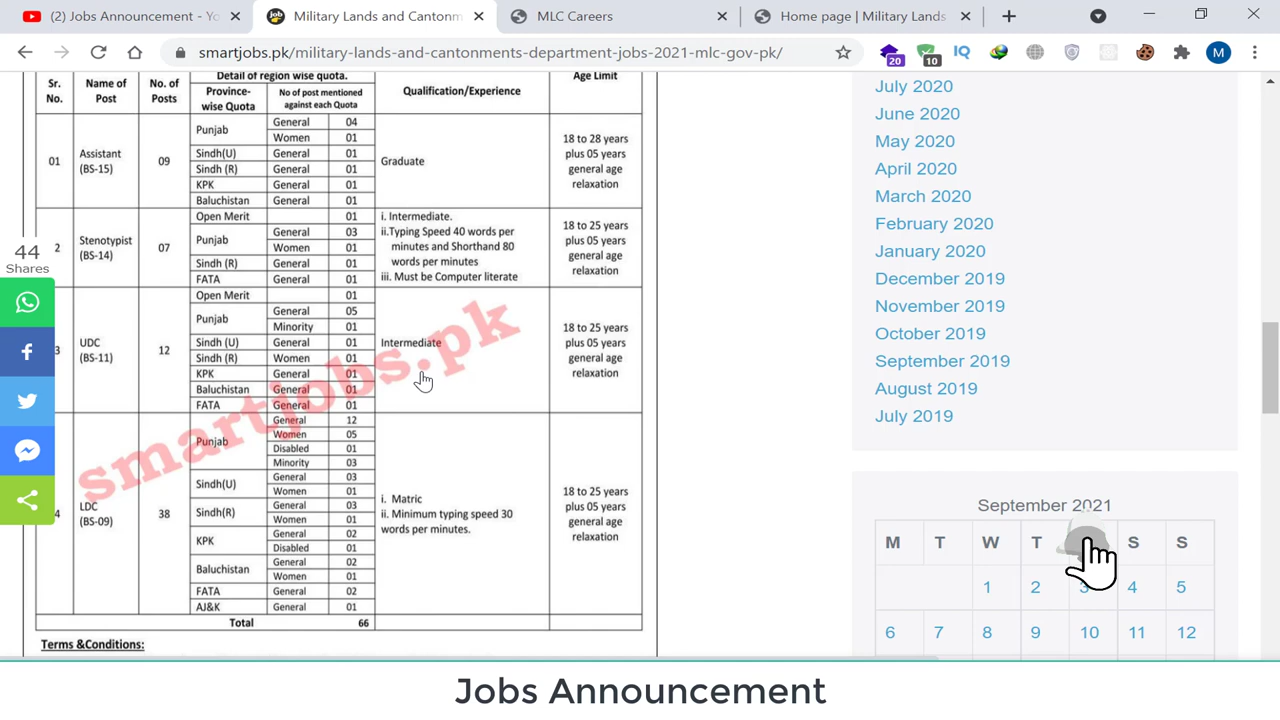 (2) Jobs Announcement - Yo
Military Lands and Cantonm
MLC Careers
Home page | Military Lands
smartjobs.pk/military-lands-and-cantonments-department-jobs-2021-mlc-gov-pk/
20
10
IQ
M
Sr. No.
Name of Post
No. of Posts
Detail of region wise quota.
Province-wise Quota
No of post mentioned against each Quota
Qualification/Experience
Age Limit
01 Assistant (BS-15) 09
Punjab General 04
Women 01
Sindh(U) General 01
Sindh (R) General 01
KPK General 01
Baluchistan General 01
Graduate
18 to 28 years
plus 05 years
general age
relaxation
2 Stenotypist (BS-14) 07
Open Merit 01
Punjab General 03
Women 01
Sindh (R) General 01
FATA General 01
i. Intermediate.
ii.Typing Speed 40 words per
minutes and Shorthand 80
words per minutes
iii. Must be Computer literate
18 to 25 years
plus 05 years
general age
relaxation
3 UDC (BS-11) 12
Open Merit 01
Punjab General 05
Minority 01
Sindh (U) General 01
Sindh (R) Women 01
KPK General 01
Baluchistan General 01
FATA General 01
Intermediate
18 to 25 years
plus 05 years
general age
relaxation
4 LDC (BS-09) 38
Punjab General 12
Women 05
Disabled 01
Minority 03
Sindh(U) General 03
Women 01
Sindh(R) General 03
Women 01
KPK General 02
Disabled 01
Baluchistan General 02
Women 01
FATA General 02
AJ&K General 01
i. Matric
ii. Minimum typing speed 30
words per minutes.
18 to 25 years
plus 05 years
general age
relaxation
Total 66
Terms &Conditions:
smartjobs.pk
44
Shares
July 2020
June 2020
May 2020
April 2020
March 2020
February 2020
January 2020
December 2019
November 2019
October 2019
September 2019
August 2019
July 2019
September 2021
M T W T S S
1 2 3 4 5
6 7 8 9 10 11 12
Jobs Announcement